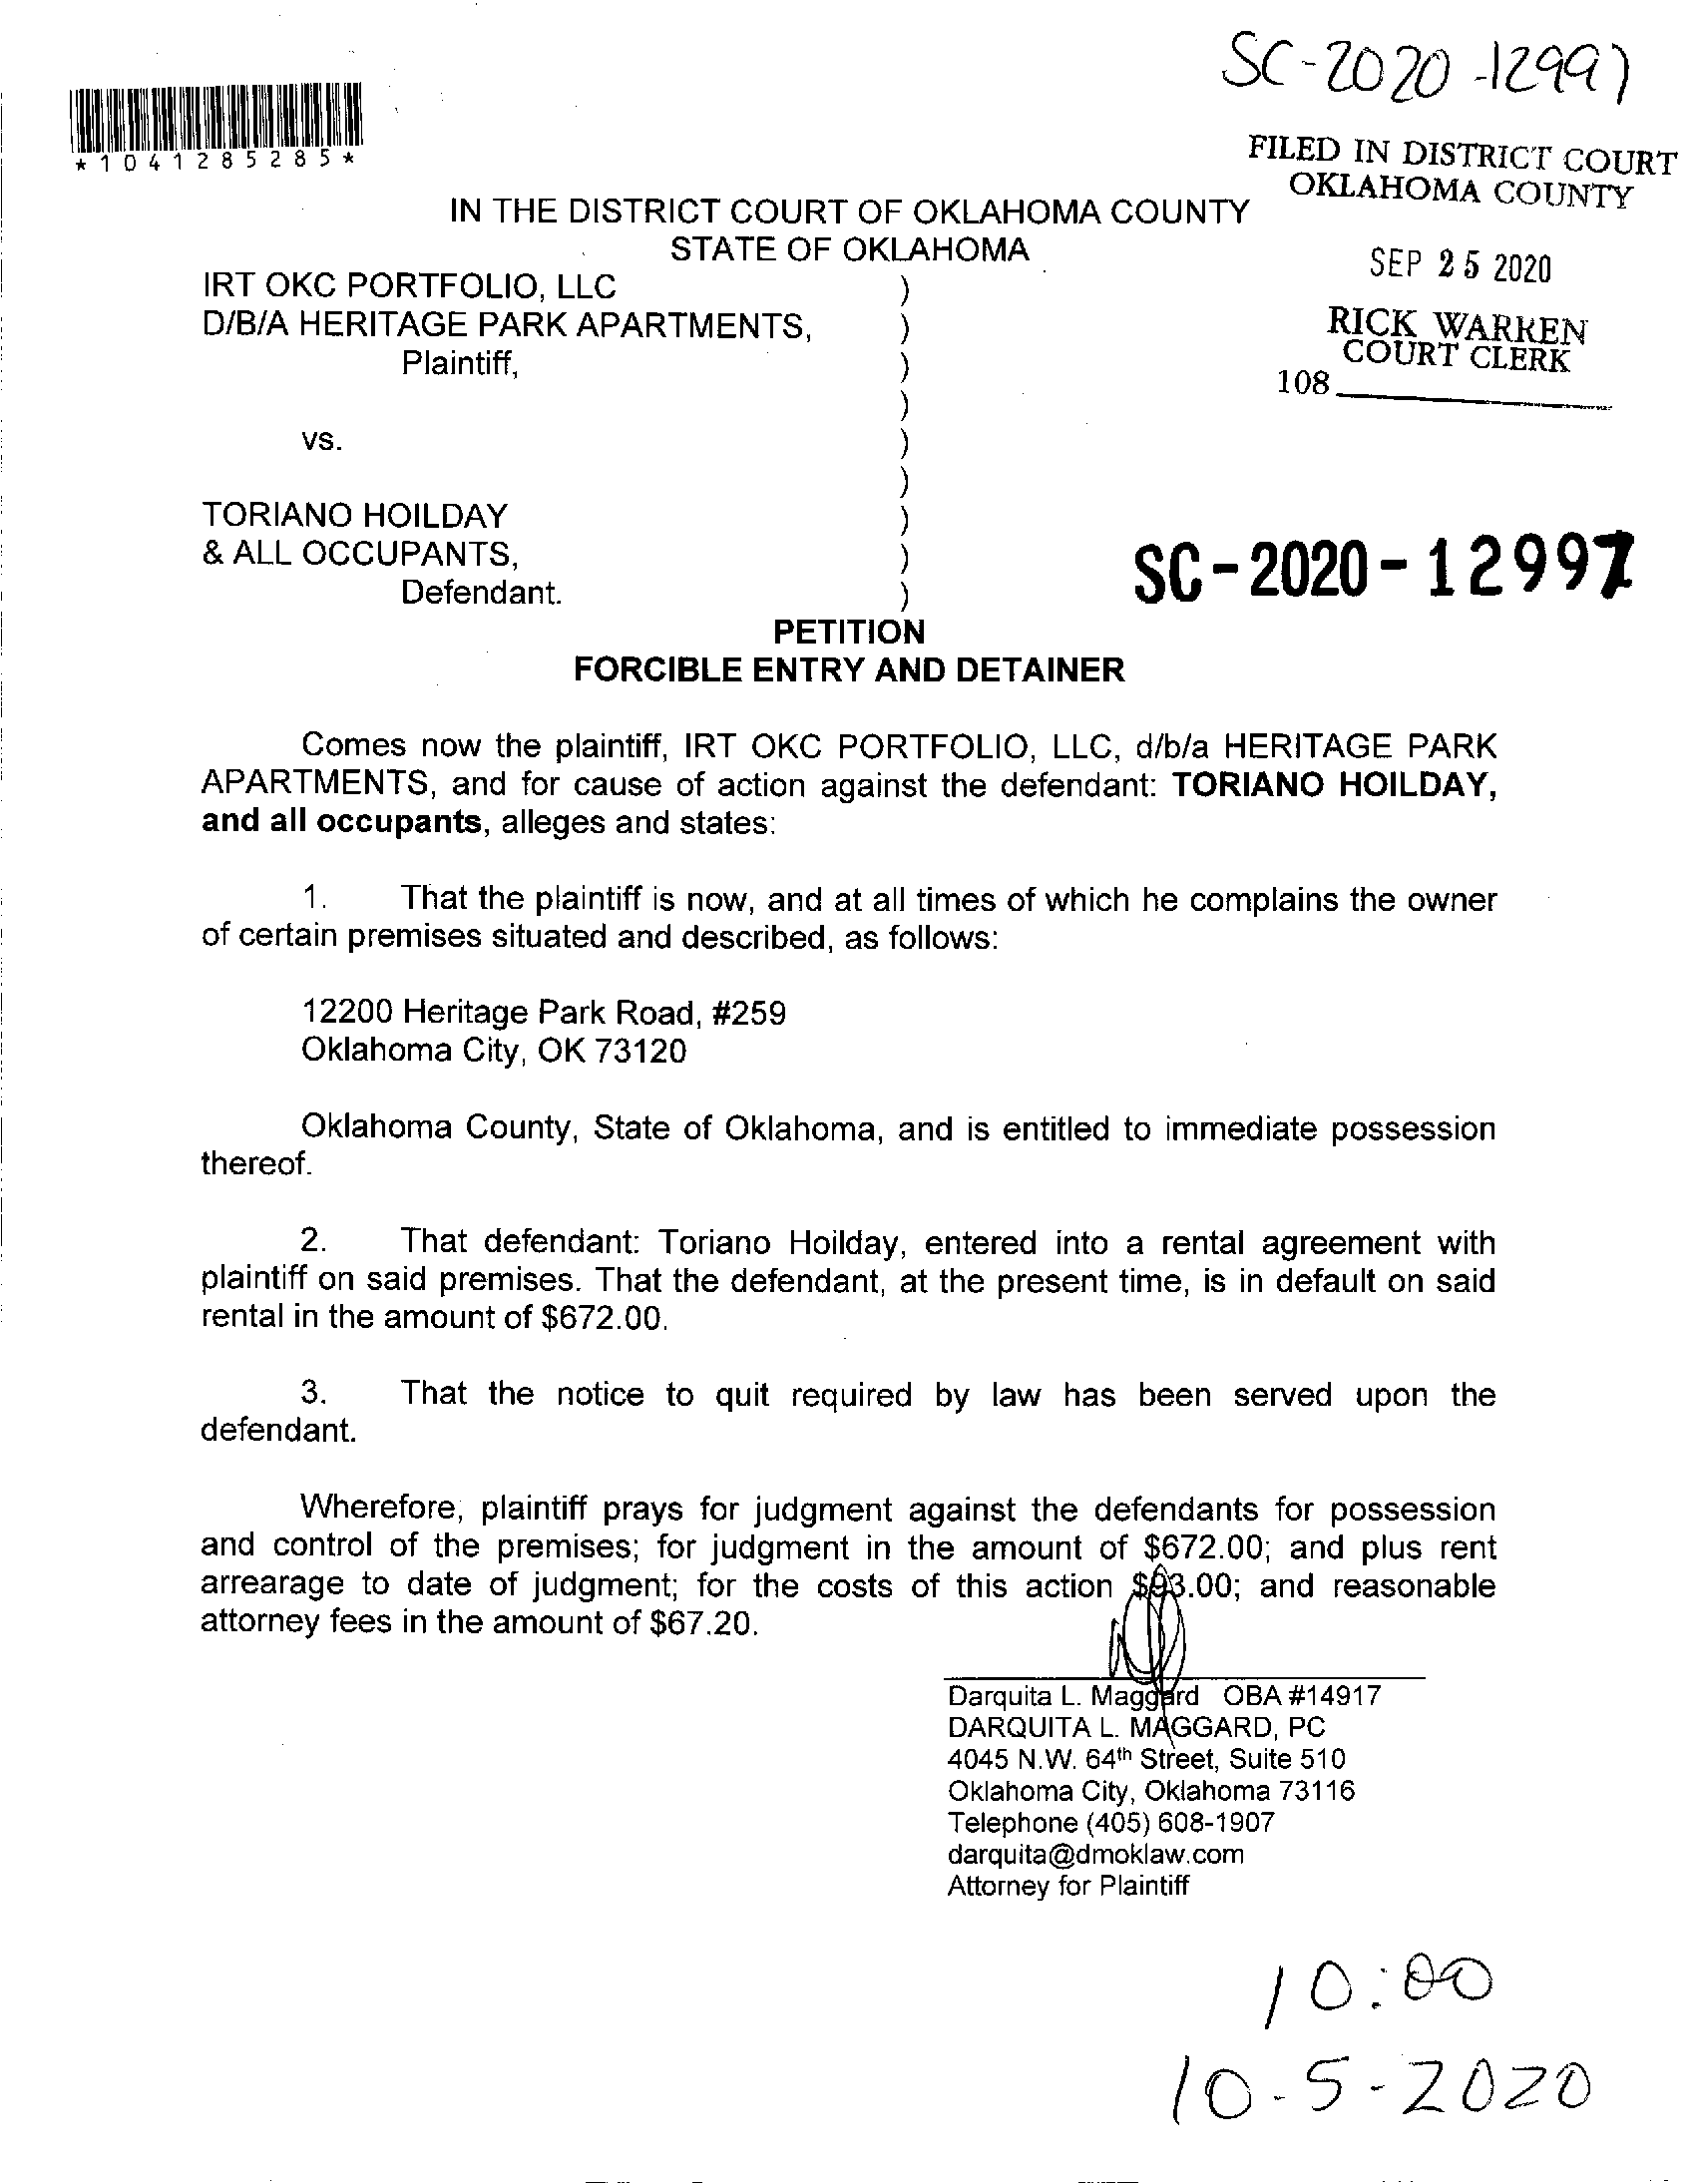 SC-2020-12997
*1041285285*
FILED IN DISTRICT COURT
OKLAHOMA COUNTY
IN THE DISTRICT COURT OF OKLAHOMA COUNTY
STATE OF OKLAHOMA
SEP 25 2020
IRT OKC PORTFOLIO, LLC )
D/B/A HERITAGE PARK APARTMENTS, )
Plaintiff, )
RICK WARREN
COURT CLERK
108
)
vs. )
)
TORIANO HOILDAY )
& ALL OCCUPANTS, )
Defendant. )
SC-2020-12997
PETITION
FORCIBLE ENTRY AND DETAINER
Comes now the plaintiff, IRT OKC PORTFOLIO, LLC, d/b/a HERITAGE PARK
APARTMENTS, and for cause of action against the defendant: TORIANO HOILDAY,
and all occupants, alleges and states:
1. That the plaintiff is now, and at all times of which he complains the owner
of certain premises situated and described, as follows:
12200 Heritage Park Road, #259
Oklahoma City, OK 73120
Oklahoma County, State of Oklahoma, and is entitled to immediate possession
thereof.
2. That defendant: Toriano Hoilday, entered into a rental agreement with
plaintiff on said premises. That the defendant, at the present time, is in default on said
rental in the amount of $672.00.
3. That the notice to quit required by law has been served upon the
defendant.
Wherefore, plaintiff prays for judgment against the defendants for possession
and control of the premises; for judgment in the amount of $672.00; and plus rent
arrearage to date of judgment; for the costs of this action $93.00; and reasonable
attorney fees in the amount of $67.20.
Darquita L. Maggard OBA #14917
DARQUITA L. MAGGARD, PC
4045 N.W. 64th Street, Suite 510
Oklahoma City, Oklahoma 73116
Telephone (405) 608-1907
darquita@dmoklaw.com
Attorney for Plaintiff
10:00
10-5-2020